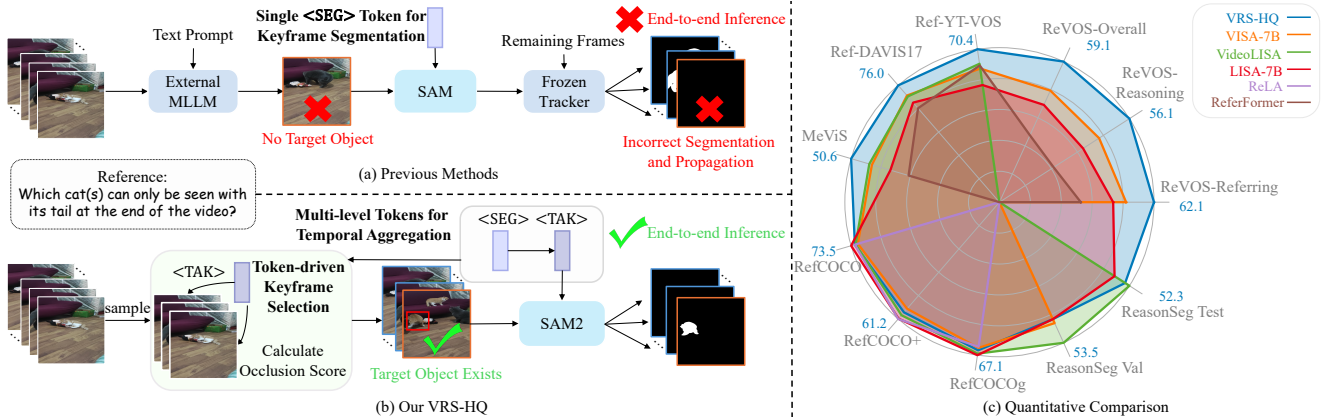 Single <SEG> Token for
Keyframe Segmentation
End-to-end Inference
Text Prompt
Remaining Frames
External
MLLM
SAM
Frozen
Tracker
No Target Object
Incorrect Segmentation
and Propagation
(a) Previous Methods
Reference:
Which cat(s) can only be seen with
its tail at the end of the video?
Multi-level Tokens for
Temporal Aggregation
<SEG> <TAK>
End-to-end Inference
<TAK>
Token-driven
Keyframe
Selection
sample
Calculate
Occlusion Score
SAM2
Target Object Exists
(b) Our VRS-HQ
VRS-HQ
VISA-7B
VideoLISA
LISA-7B
ReLA
ReferFormer
Ref-YT-VOS
70.4
ReVOS-Overall
59.1
Ref-DAVIS17
76.0
ReVOS-
Reasoning
56.1
MeViS
50.6
ReVOS-Referring
62.1
73.5
RefCOCO
52.3
ReasonSeg Test
61.2
RefCOCO+
67.1
RefCOCOg
53.5
ReasonSeg Val
(c) Quantitative Comparison